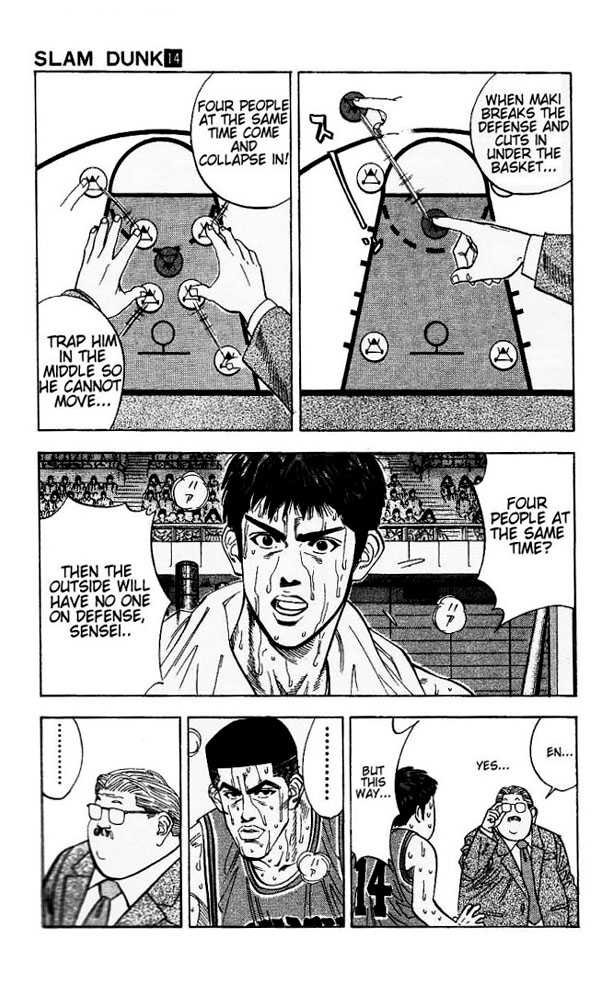 SLAM DUNK 14
WHEN MAKI
BREAKS THE
DEFENSE AND
CUTS IN
UNDER THE
BASKET...
FOUR PEOPLE
AT THE SAME
TIME COME
AND
COLLAPSE IN!
TRAP HIM
IN THE
MIDDLE SO
HE CANNOT
MOVE...
FOUR
PEOPLE AT
THE SAME
TIME?
THEN THE
OUTSIDE WILL
HAVE NO ONE
ON DEFENSE,
SENSEI..
EN...
YES...
BUT
THIS
WAY...
14
........
........